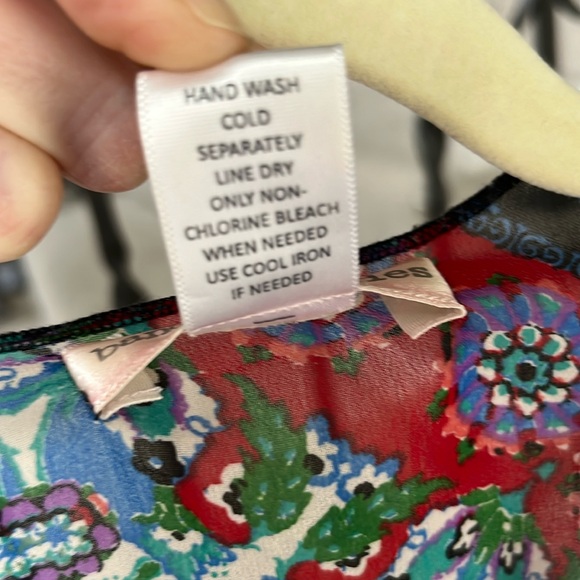 HAND WASH
COLD
SEPARATELY
LINE DRY
ONLY NON-
CHLORINE BLEACH
WHEN NEEDED
USE COOL IRON
IF NEEDED